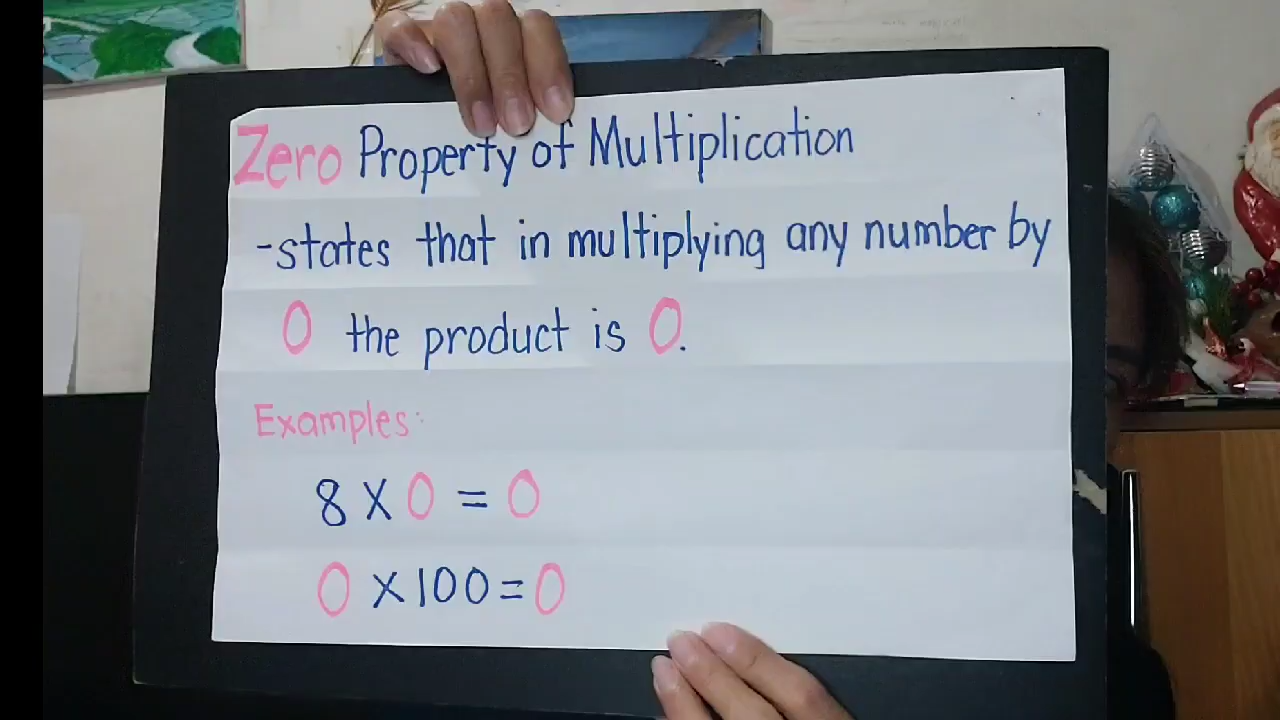 Zero Property of Multiplication
-states that in multiplying any number by
0 the product is 0.
Examples:
8 X 0 = 0
0 X 100 = 0